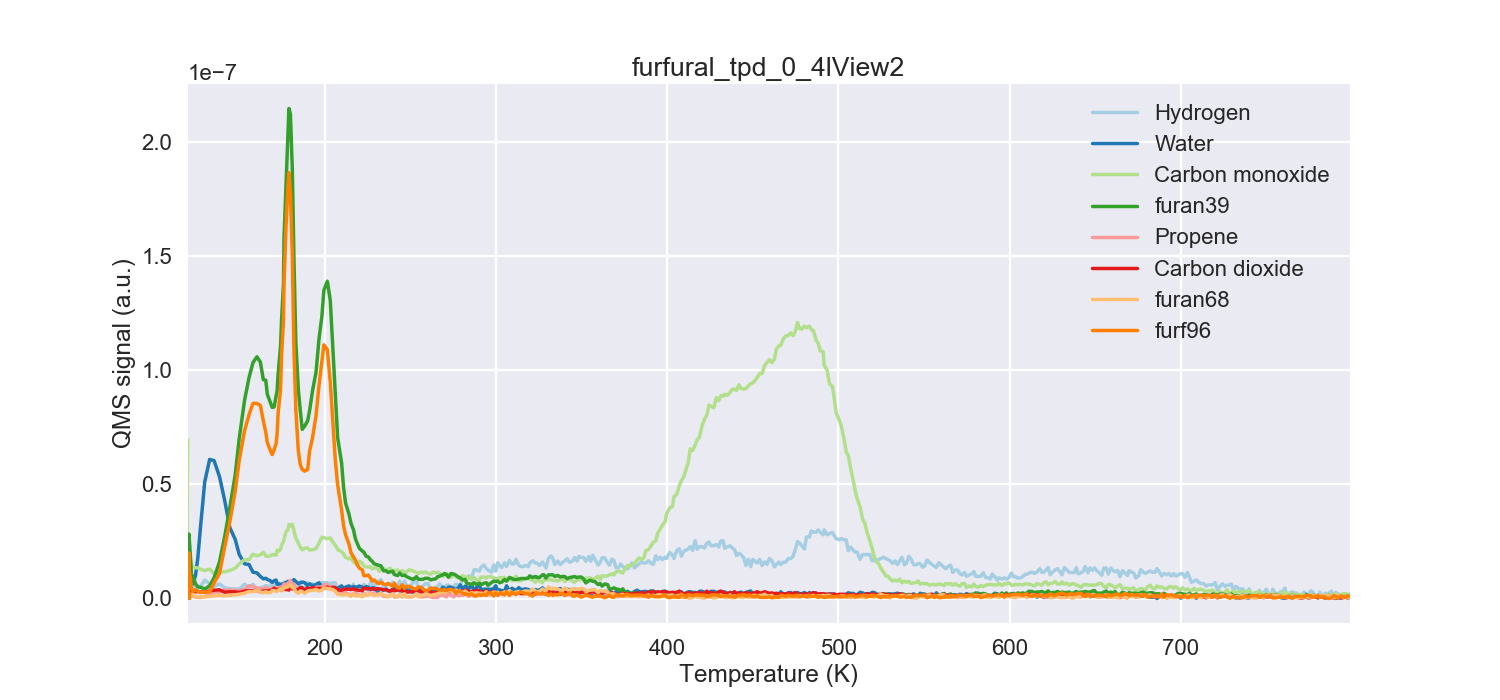 furfural_tpd_0_4lView2
1e−7
2.0
1.5
1.0
0.5
0.0
QMS signal (a.u.)
Hydrogen
Water
Carbon monoxide
furan39
Propene
Carbon dioxide
furan68
furf96
200 300 400 500 600 700
Temperature (K)